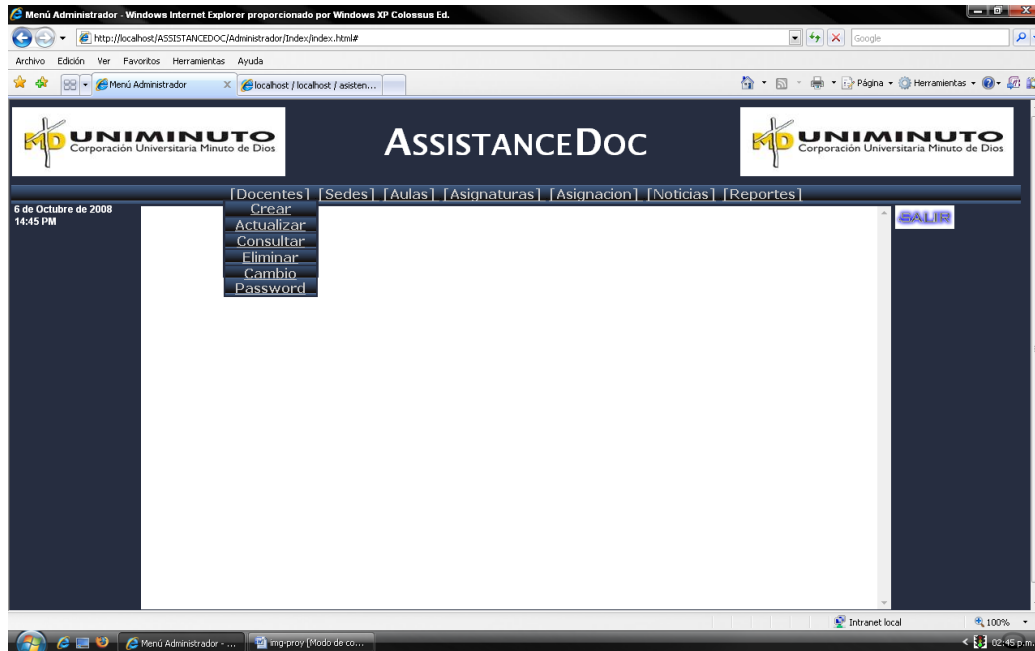 Menú Administrador - Windows Internet Explorer proporcionado por Windows XP Colossus Ed.
http://localhost/ASSISTANCEDOC/Administrador/Index/index.html#
Google
Archivo Edición Ver Favoritos Herramientas Ayuda
Menú Administrador
localhost / localhost / asisten...
Página
Herramientas
UNIMINUTO
Corporación Universitaria Minuto de Dios
ASSISTANCEDOC
UNIMINUTO
Corporación Universitaria Minuto de Dios
[Docentes] [Sedes] [Aulas] [Asignaturas] [Asignacion] [Noticias] [Reportes]
6 de Octubre de 2008
14:45 PM
Crear
Actualizar
Consultar
Eliminar
Cambio
Password
SALIR
Intranet local
100%
Menú Administrador - ...
img-proy [Modo de co...
02:45 p.m.